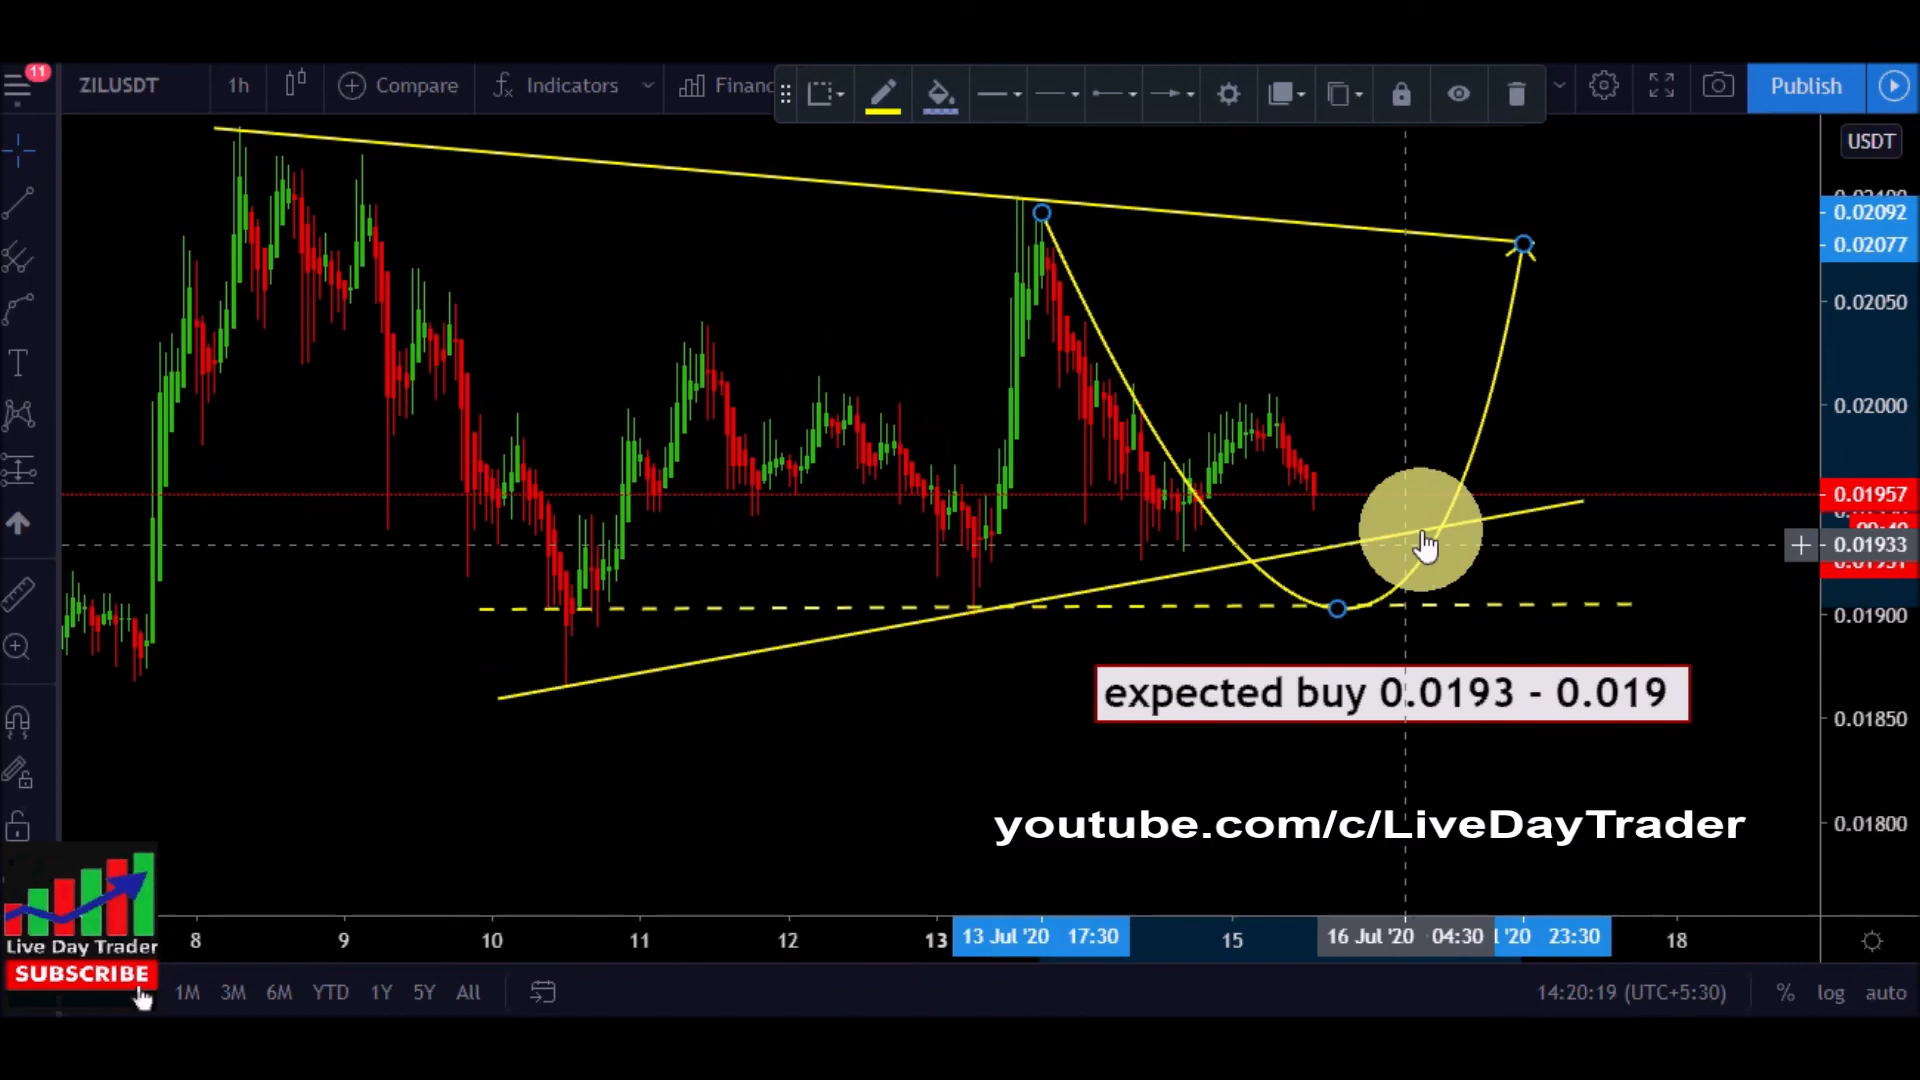 11
ZILUSDT 1h Compare Indicators Financ Publish
USDT
0.02092
0.02077
0.02050
0.02000
0.01957
0.01933
0.01900
0.01850
0.01800
expected buy 0.0193 - 0.019
youtube.com/c/LiveDayTrader
Live Day Trader
SUBSCRIBE
8 9 10 11 12 13 13 Jul '20 17:30 15 16 Jul '20 04:30 '20 23:30 18
1M 3M 6M YTD 1Y 5Y All 14:20:19 (UTC+5:30) % log auto